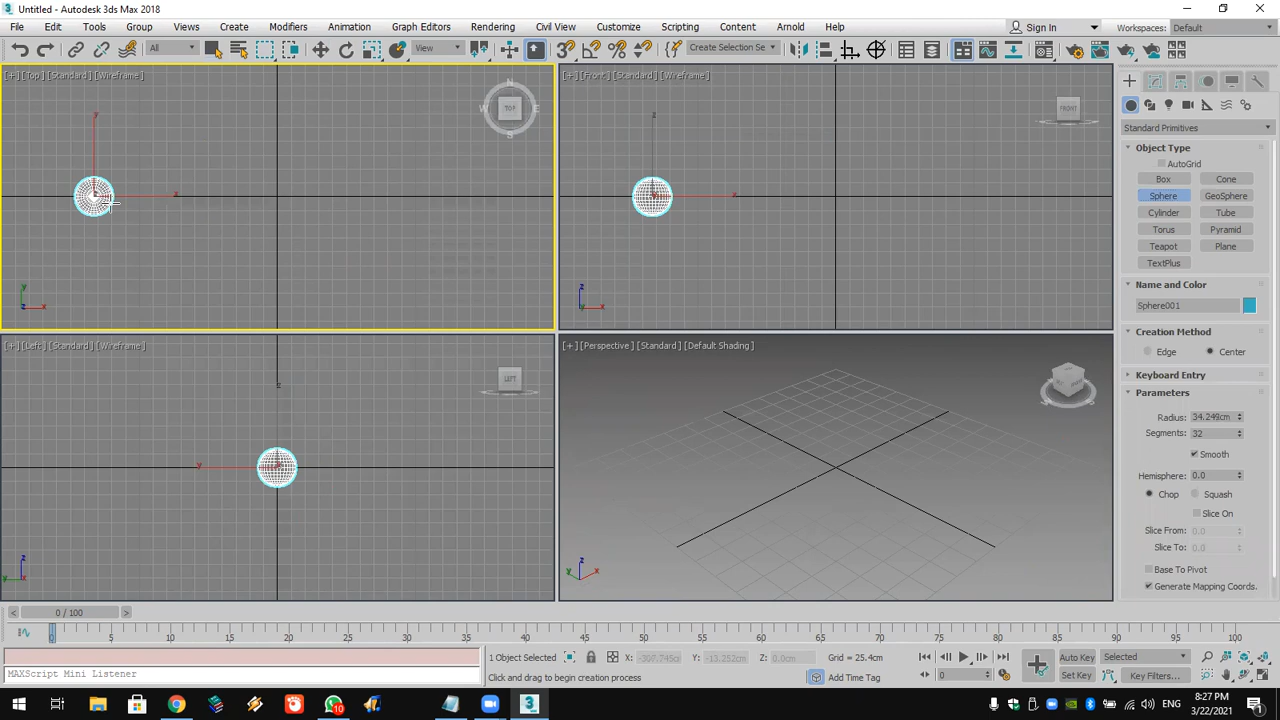 Untitled - Autodesk 3ds Max 2018
File Edit Tools Group Views Create Modifiers Animation Graph Editors Rendering Civil View Customize Scripting Content Arnold Help Sign In Workspaces: Default
All View Create Selection Se
[+] [Top] [Standard] [Wireframe]
N
W TOP E
S
y
x
y
z x
[+] [Front] [Standard] [Wireframe]
FRONT
z
x
z
y x
[+] [Left] [Standard] [Wireframe]
LEFT
z
y
z
y x
[+] [Perspective] [Standard] [Default Shading]
z
y x
Standard Primitives
Object Type
AutoGrid
Box Cone
Sphere GeoSphere
Cylinder Tube
Torus Pyramid
Teapot Plane
TextPlus
Name and Color
Sphere001
Creation Method
Edge Center
Keyboard Entry
Parameters
Radius: 34.249cm
Segments: 32
Smooth
Hemisphere: 0.0
Chop Squash
Slice On
Slice From: 0.0
Slice To: 0.0
Base To Pivot
Generate Mapping Coords.
< 0 / 100 >
0 5 10 15 20 25 30 35 40 45 50 55 60 65 70 75 80 85 90 95 100
1 Object Selected X: -307.745cm Y: -13.252cm Z: 0.0cm Grid = 25.4cm Auto Key Selected
MAXScript Mini Listener Click and drag to begin creation process Add Time Tag 0 Set Key Key Filters...
10 3 ENG 8:27 PM
3/22/2021 1